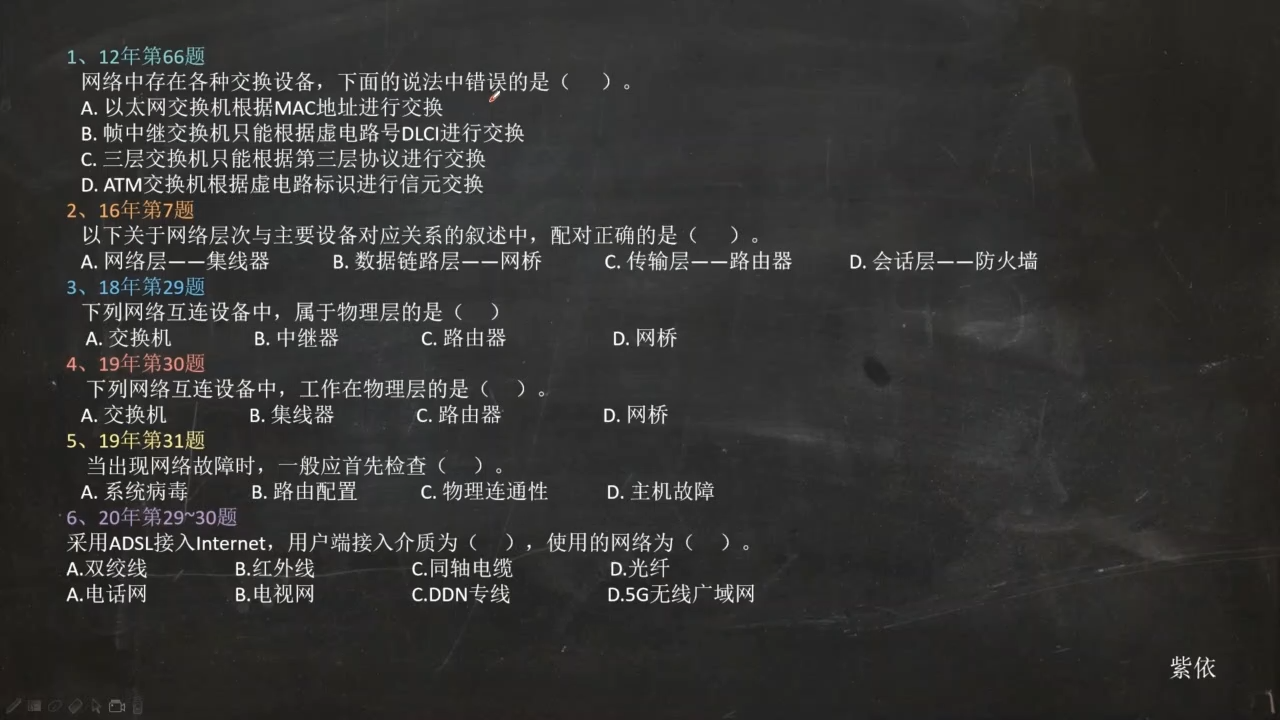 1、12年第66题
网络中存在各种交换设备，下面的说法中错误的是（ ）。
A. 以太网交换机根据MAC地址进行交换
B. 帧中继交换机只能根据虚电路号DLCI进行交换
C. 三层交换机只能根据第三层协议进行交换
D. ATM交换机根据虚电路标识进行信元交换
2、16年第7题
以下关于网络层次与主要设备对应关系的叙述中，配对正确的是（ ）。
A. 网络层——集线器 B. 数据链路层——网桥 C. 传输层——路由器 D. 会话层——防火墙
3、18年第29题
下列网络互连设备中，属于物理层的是（ ）
A. 交换机 B. 中继器 C. 路由器 D. 网桥
4、19年第30题
下列网络互连设备中，工作在物理层的是（ ）。
A. 交换机 B. 集线器 C. 路由器 D. 网桥
5、19年第31题
当出现网络故障时，一般应首先检查（ ）。
A. 系统病毒 B. 路由配置 C. 物理连通性 D. 主机故障
6、20年第29~30题
采用ADSL接入Internet，用户端接入介质为（ ），使用的网络为（ ）。
A.双绞线 B.红外线 C.同轴电缆 D.光纤
A.电话网 B.电视网 C.DDN专线 D.5G无线广域网
紫依